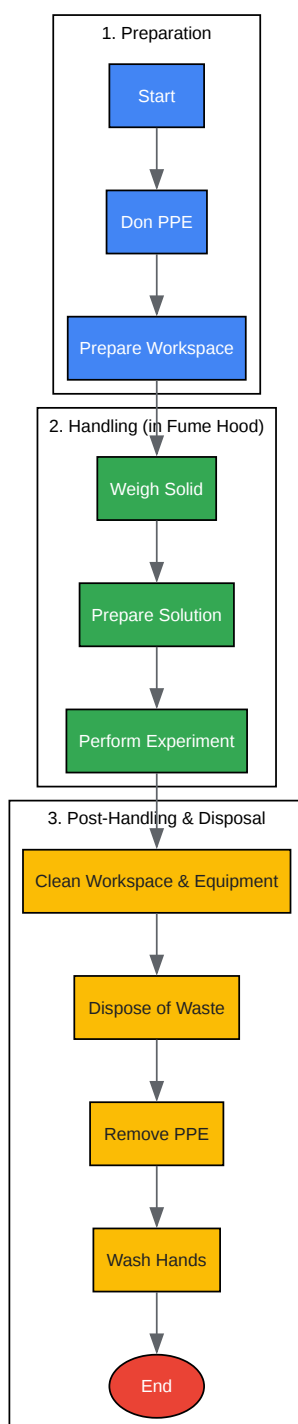 1. Preparation
Start
Don PPE
Prepare Workspace
2. Handling (in Fume Hood)
Weigh Solid
Prepare Solution
Perform Experiment
3. Post-Handling & Disposal
Clean Workspace & Equipment
Dispose of Waste
Remove PPE
Wash Hands
End